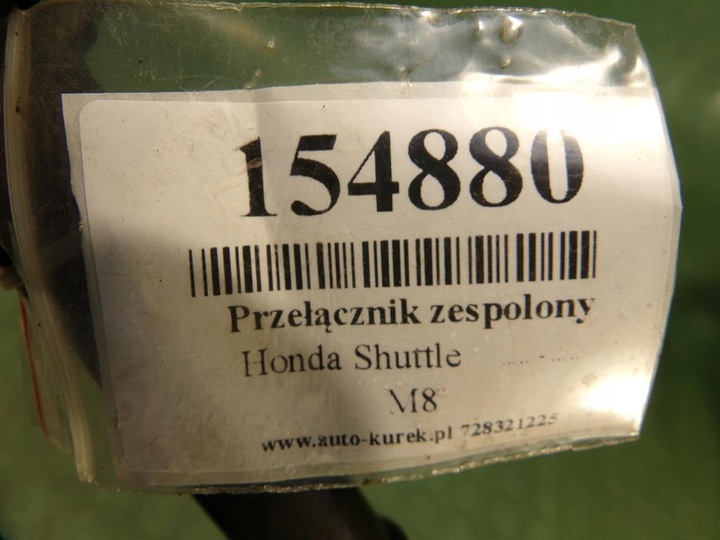 154880
Przełącznik zespolony
Honda Shuttle
M8
www.auto-kurek.pl 728321225